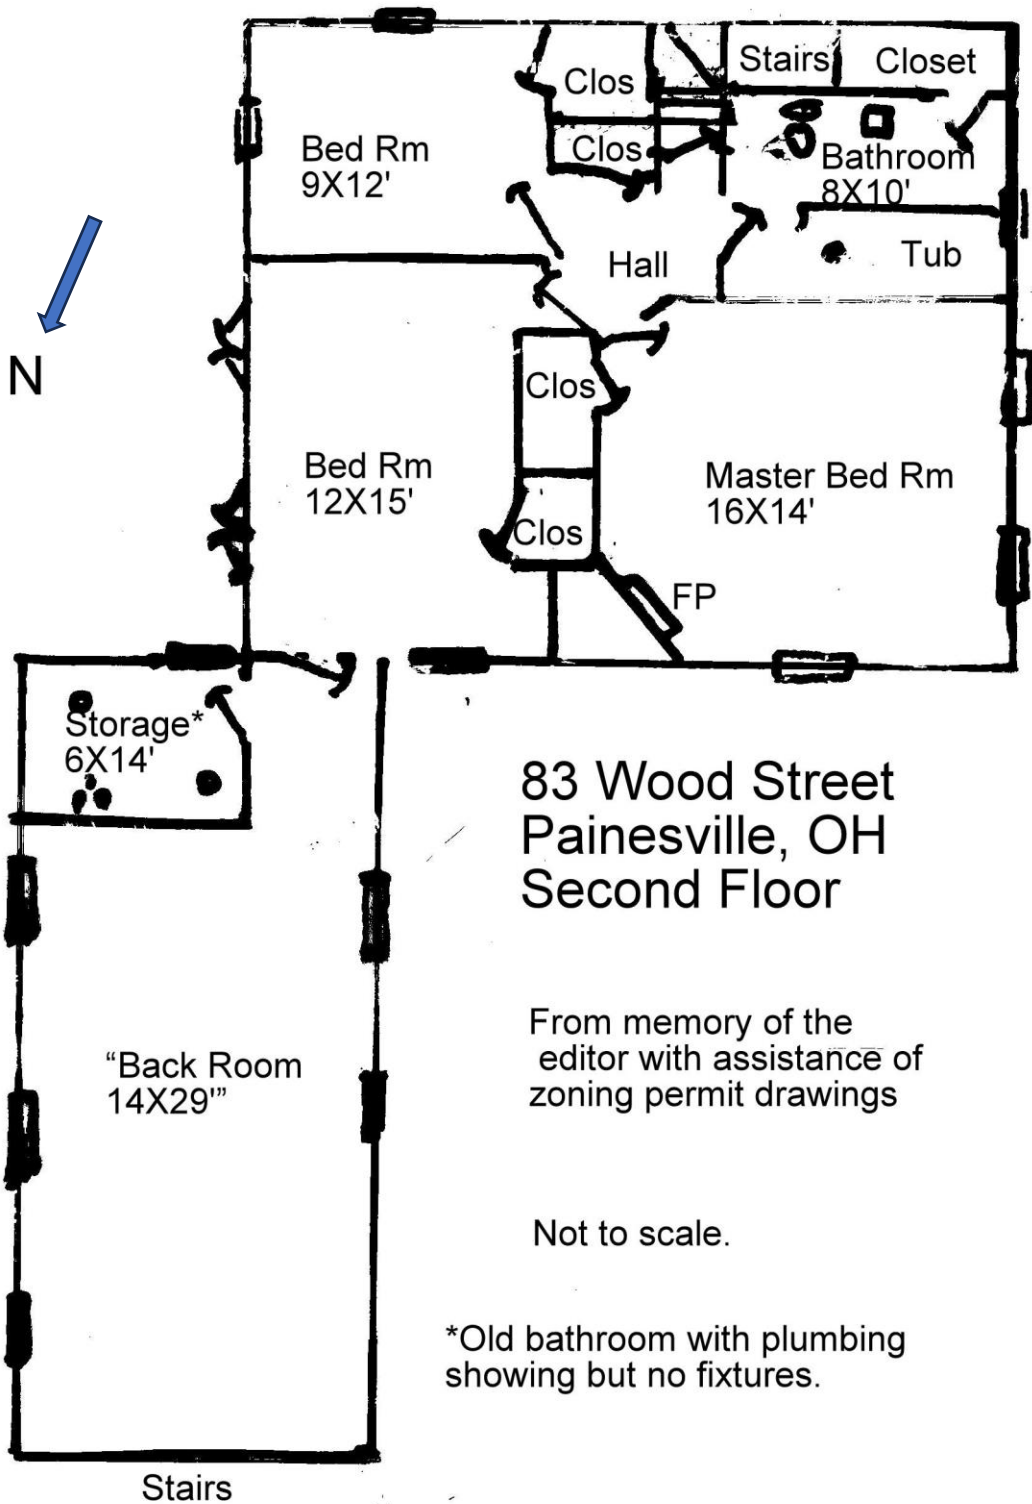 Stairs
Closet
Clos
Bed Rm
9X12'
Clos
Bathroom
8X10'
Hall
Tub
N
Clos
Bed Rm
12X15'
Master Bed Rm
16X14'
Clos
FP
Storage*
6X14'
83 Wood Street
Painesville, OH
Second Floor
From memory of the
editor with assistance of
zoning permit drawings
“Back Room
14X29'”
Not to scale.
*Old bathroom with plumbing
showing but no fixtures.
Stairs